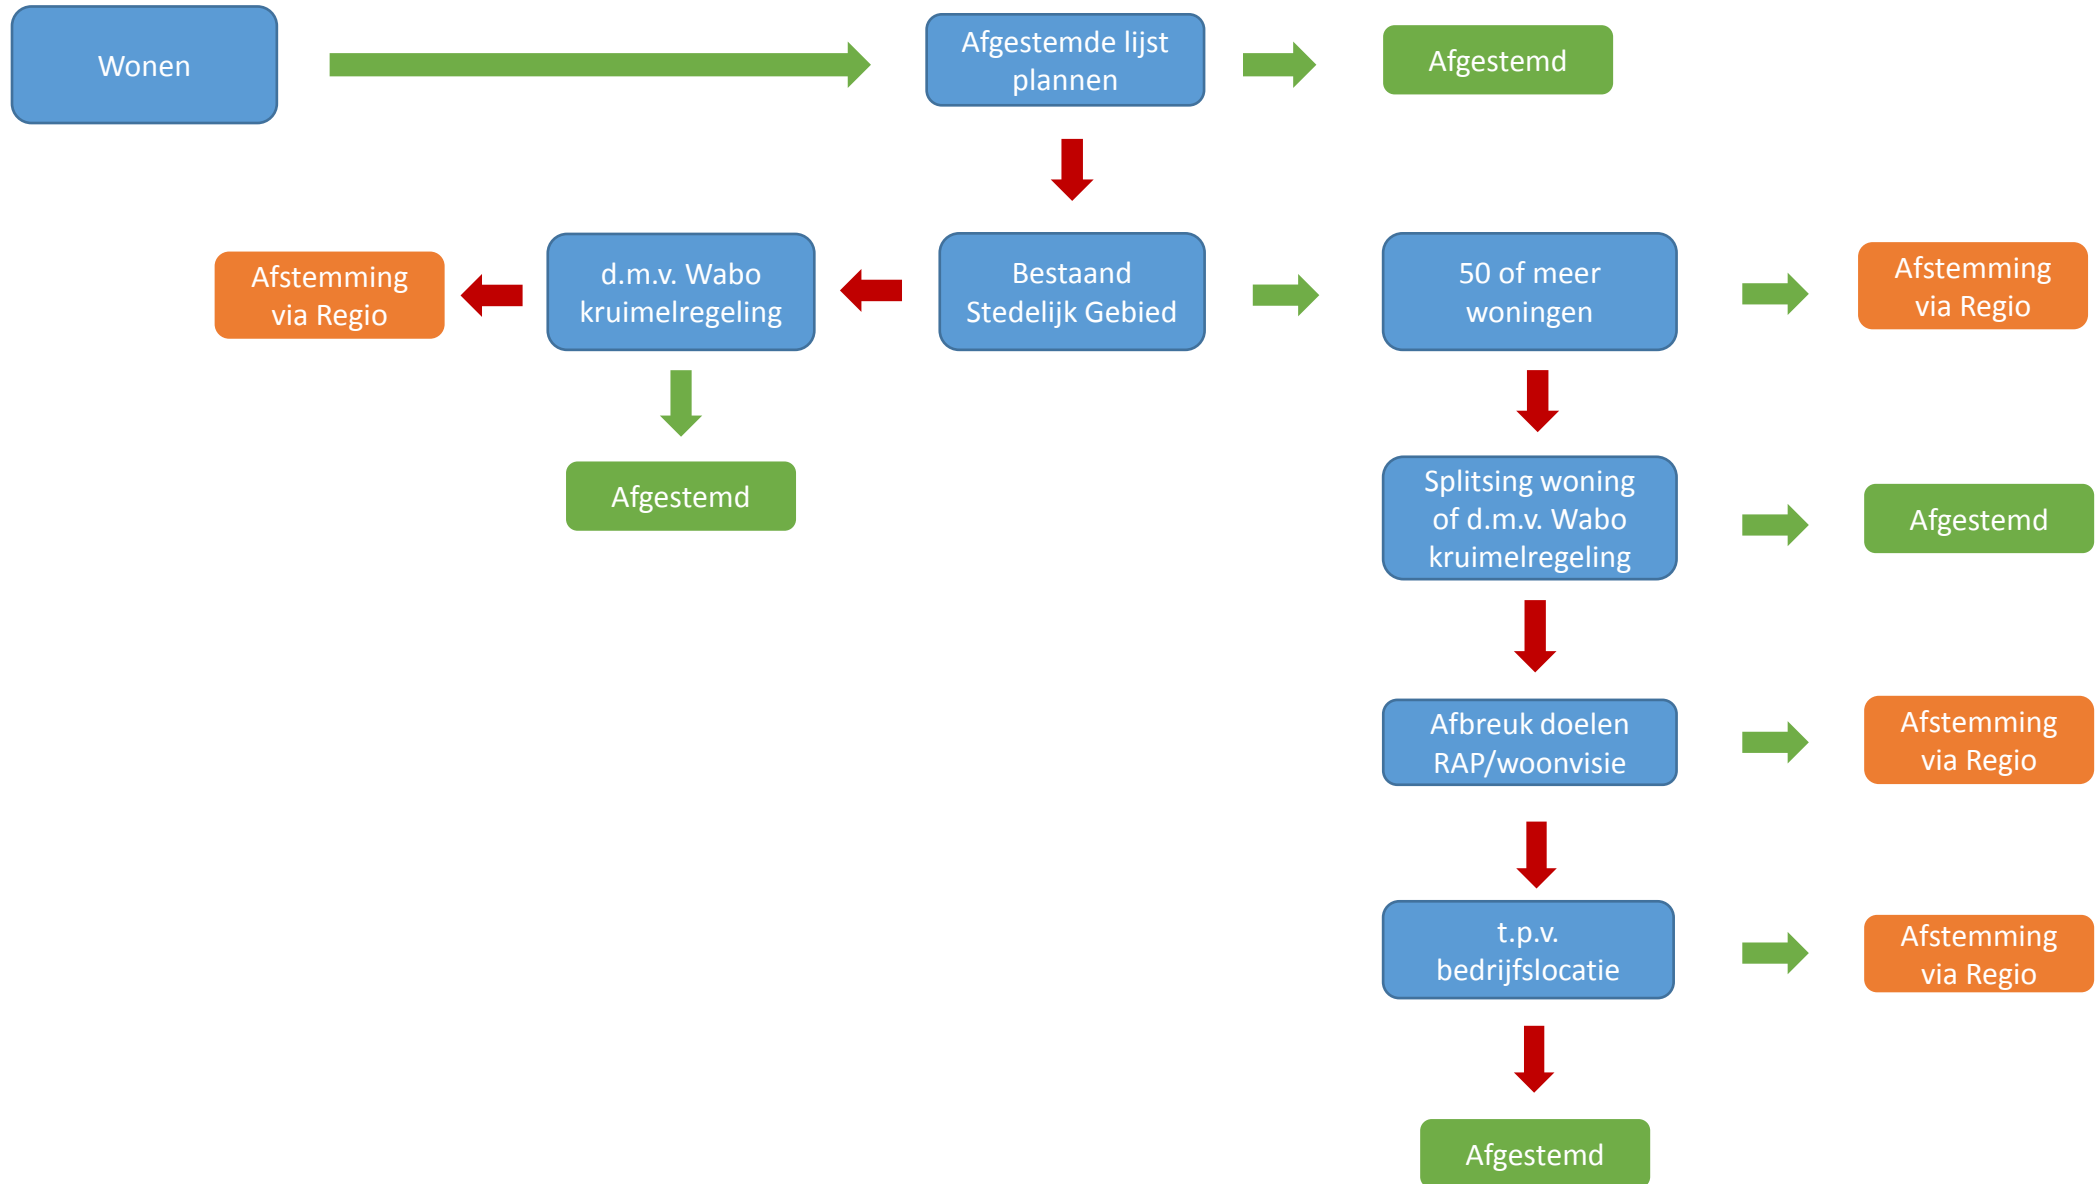 Wonen
Afgestemde lijst
plannen
Afgestemd
Afstemming
via Regio
d.m.v. Wabo
kruimelregeling
Bestaand
Stedelijk Gebied
50 of meer
woningen
Afstemming
via Regio
Afgestemd
Splitsing woning
of d.m.v. Wabo
kruimelregeling
Afgestemd
Afbreuk doelen
RAP/woonvisie
Afstemming
via Regio
t.p.v.
bedrijfslocatie
Afstemming
via Regio
Afgestemd